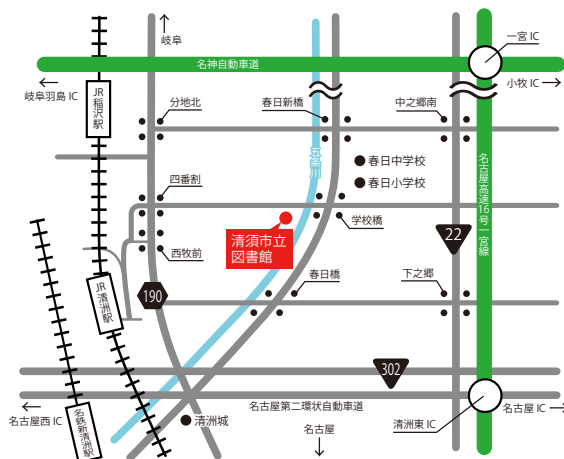 岐阜
一宮 IC
名神自動車道
岐阜羽島 IC
小牧 IC
JR
稲沢駅
分地北
春日新橋
中之郷南
五条川
名古屋高速16号一宮線
春日中学校
春日小学校
四番割
学校橋
清須市立
図書館
22
西牧前
JR
清洲駅
190
春日橋
下之郷
302
名古屋第二環状自動車道
名古屋西 IC
名鉄新清洲駅
清洲城
名古屋
清洲東 IC
名古屋 IC